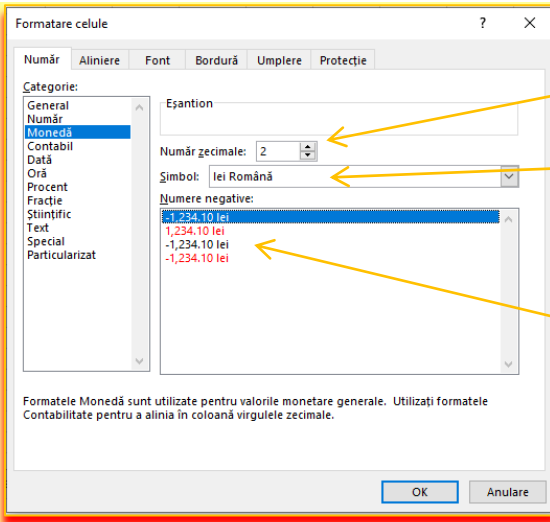 Formatare celule
Număr Aliniere Font Bordură Umplere Protecție
Categorie:
General
Număr
Monedă
Contabil
Dată
Oră
Procent
Fracție
Științific
Text
Special
Particularizat
Eșantion
Număr zecimale: 2
Simbol: lei Română
Numere negative:
-1,234.10 lei
1,234.10 lei
-1,234.10 lei
-1,234.10 lei
Formatele Monedă sunt utilizate pentru valorile monetare generale. Utilizați formatele
Contabilitate pentru a alinia în coloană virgulele zecimale.
OK Anulare